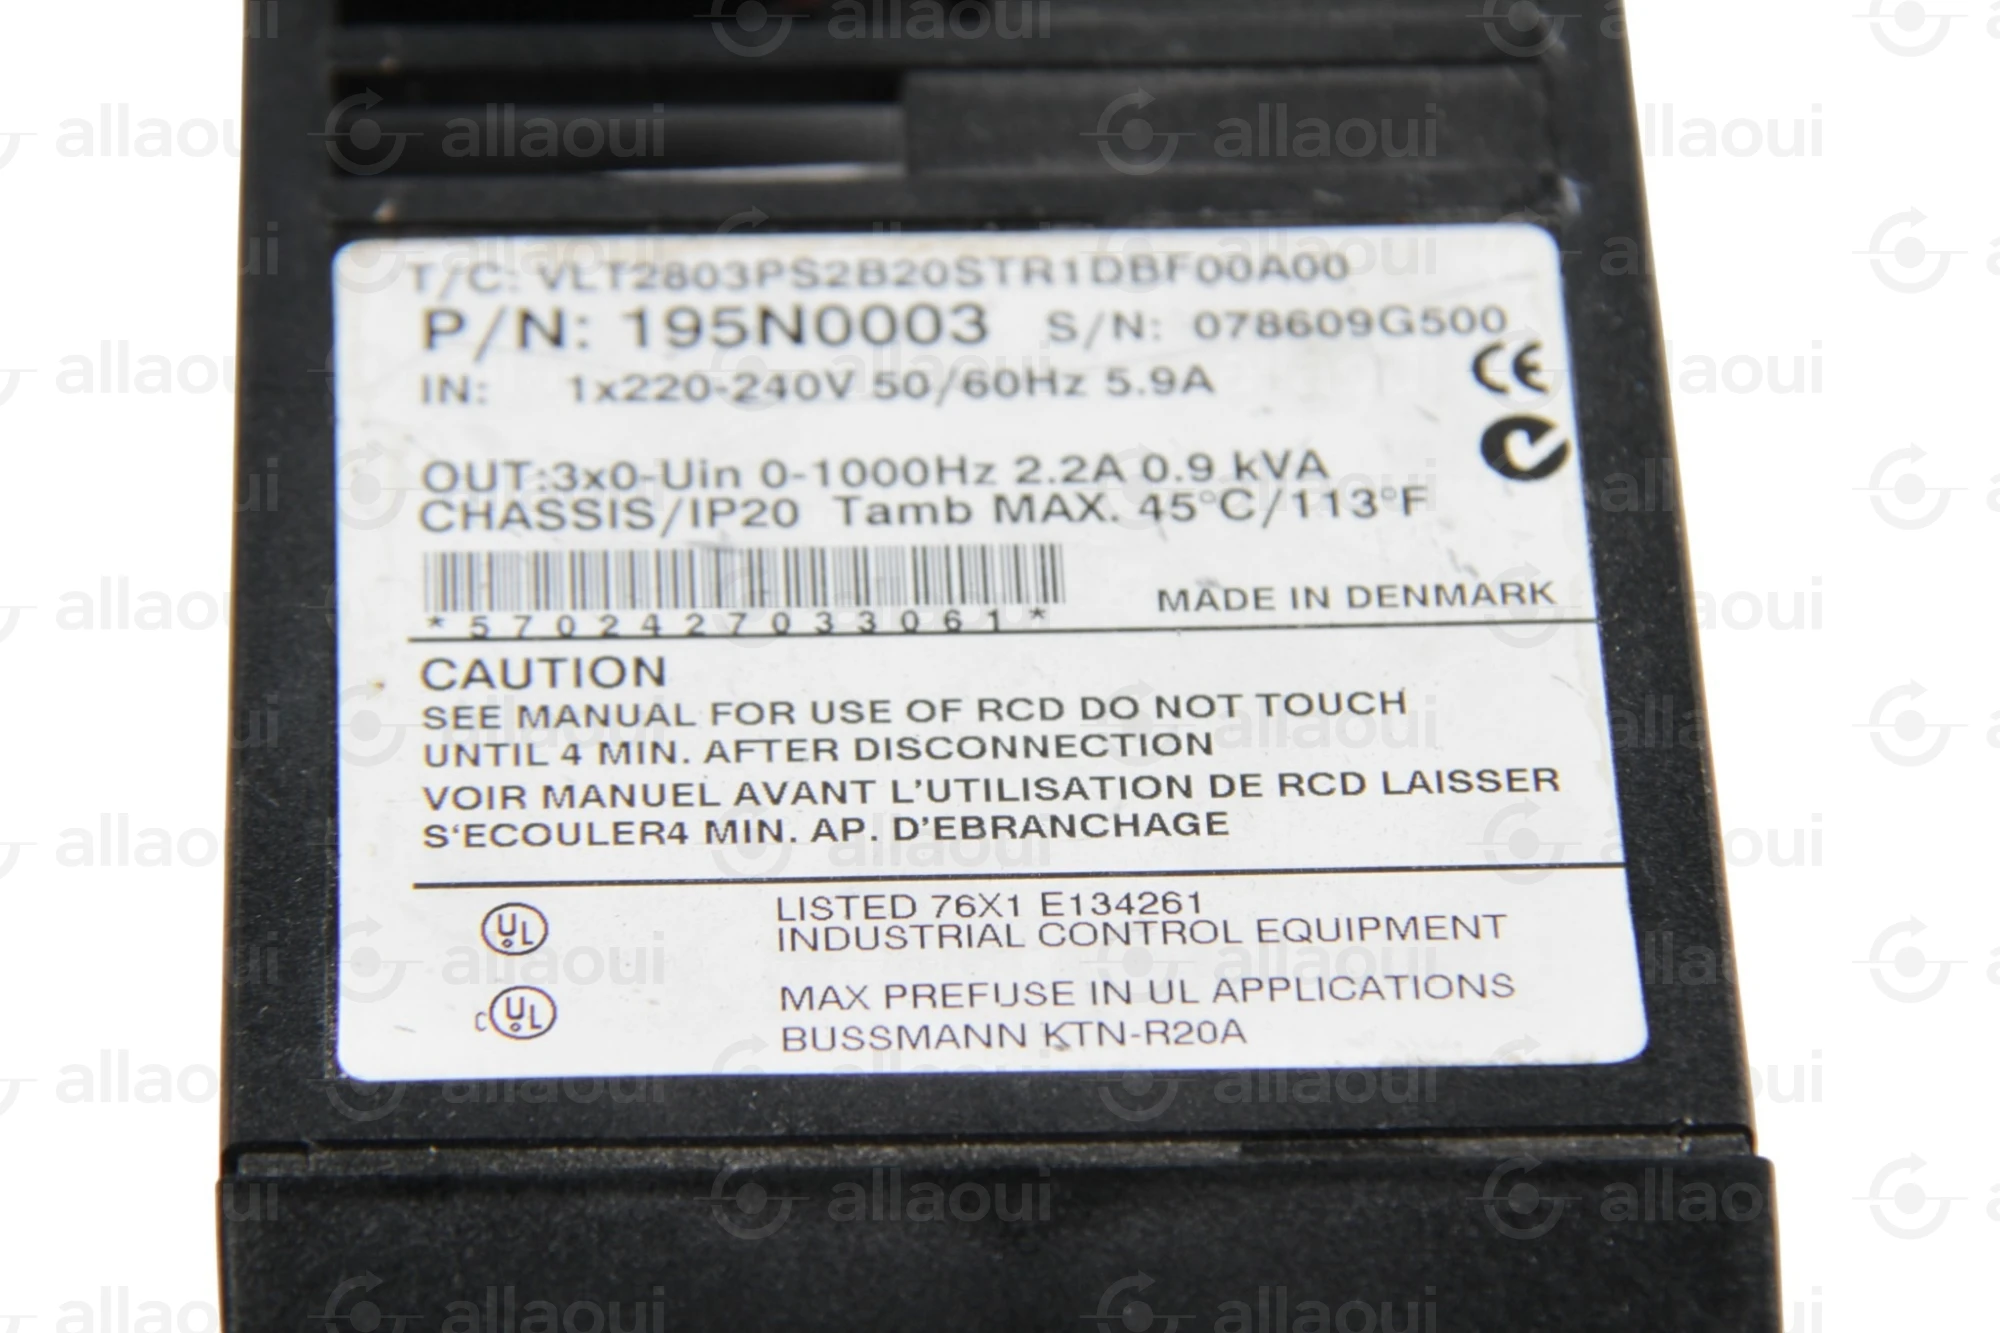 T/C: VLT2803PS2B20STR1DBF00A00
P/N: 195N0003 S/N: 078609G500
IN: 1x220-240V 50/60Hz 5.9A
CE
OUT:3x0-Uin 0-1000Hz 2.2A 0.9 kVA
CHASSIS/IP20 Tamb MAX. 45°C/113°F
*5702427033061*
MADE IN DENMARK
CAUTION
SEE MANUAL FOR USE OF RCD DO NOT TOUCH
UNTIL 4 MIN. AFTER DISCONNECTION
VOIR MANUEL AVANT L'UTILISATION DE RCD LAISSER
S'ECOULER4 MIN. AP. D'EBRANCHAGE
UL
LISTED 76X1 E134261
INDUSTRIAL CONTROL EQUIPMENT
c UL
MAX PREFUSE IN UL APPLICATIONS
BUSSMANN KTN-R20A
allaoui